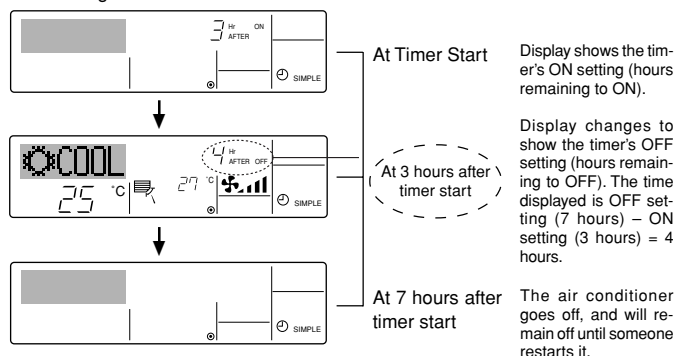 3 Hr ON
AFTER
SIMPLE
At Timer Start
Display shows the tim-
er's ON setting (hours
remaining to ON).
COOL
4 Hr
AFTER OFF
25 °C
27 °C
SIMPLE
At 3 hours after
timer start
Display changes to
show the timer's OFF
setting (hours remain-
ing to OFF). The time
displayed is OFF set-
ting (7 hours) – ON
setting (3 hours) = 4
hours.
SIMPLE
At 7 hours after
timer start
The air conditioner
goes off, and will re-
main off until someone
restarts it.